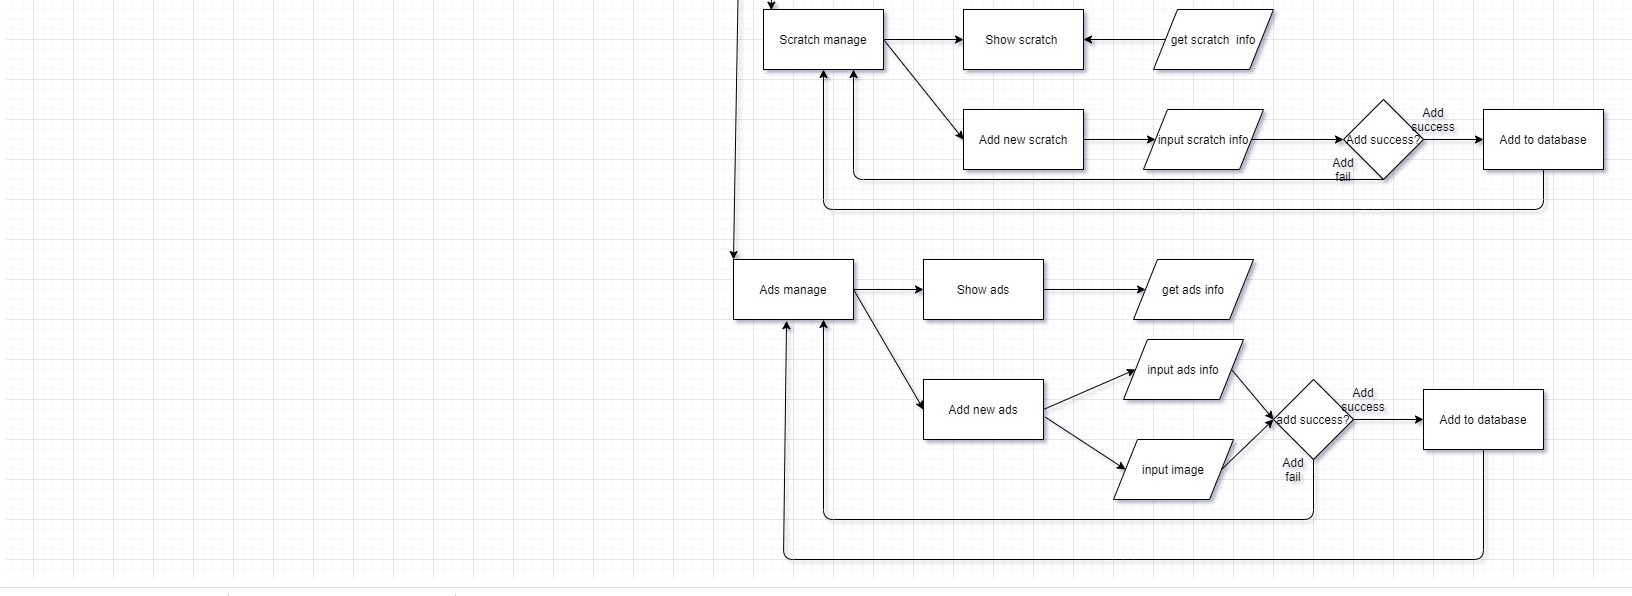 Scratch manage
Show scratch
get scratch  info
Add new scratch
input scratch info
Add success?
Add
success
Add to database
Add
fail
Ads manage
Show ads
get ads info
Add new ads
input ads info
input image
add success?
Add
success
Add to database
Add
fail